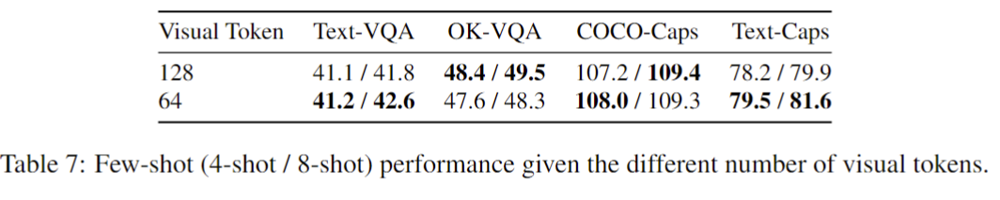 Visual Token Text-VQA OK-VQA COCO-Caps Text-Caps
128 41.1 / 41.8 48.4 / 49.5 107.2 / 109.4 78.2 / 79.9
64 41.2 / 42.6 47.6 / 48.3 108.0 / 109.3 79.5 / 81.6
Table 7: Few-shot (4-shot / 8-shot) performance given the different number of visual tokens.